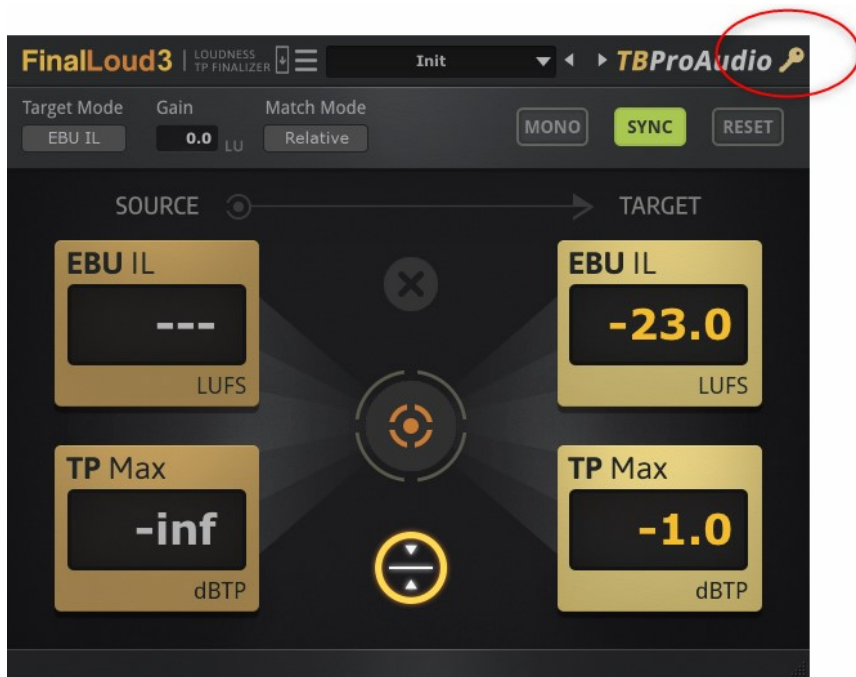 FinalLoud3 LOUDNESS TP FINALIZER Init TBProAudio
Target Mode Gain Match Mode
EBU IL 0.0 LU Relative MONO SYNC RESET
SOURCE TARGET
EBU IL EBU IL
--- -23.0
LUFS LUFS
TP Max TP Max
-inf -1.0
dBTP dBTP